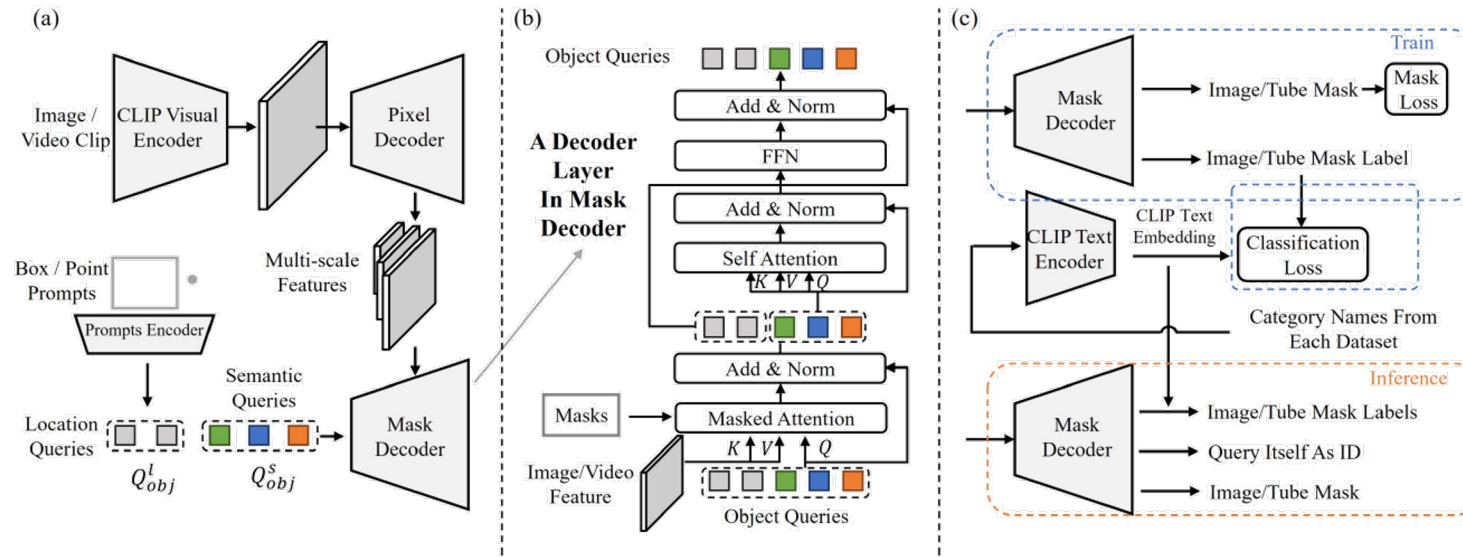 (a)
Image /
Video Clip
CLIP Visual
Encoder
Pixel
Decoder
Multi-scale
Features
Box / Point
Prompts
Prompts Encoder
Semantic
Queries
Location
Queries
Mask
Decoder
Q^l_obj
Q^s_obj
(b)
Object Queries
Add & Norm
FFN
A Decoder
Layer
In Mask
Decoder
Add & Norm
Self Attention
K V Q
Add & Norm
Masks
Masked Attention
K V Q
Image/Video
Feature
Object Queries
(c)
Train
Mask
Decoder
Image/Tube Mask
Mask
Loss
Image/Tube Mask Label
CLIP Text
Encoder
CLIP Text
Embedding
Classification
Loss
Category Names From
Each Dataset
Inference
Mask
Decoder
Image/Tube Mask Labels
Query Itself As ID
Image/Tube Mask